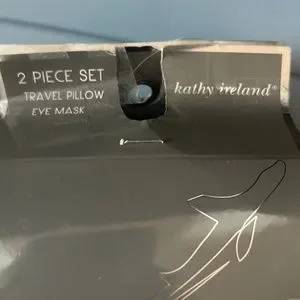 2 PIECE SET
TRAVEL PILLOW
EYE MASK
kathy ireland®